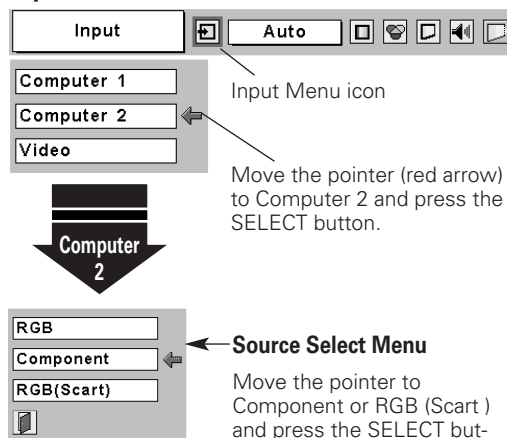 Input
Auto
Computer 1
Computer 2
Video
Input Menu icon
Move the pointer (red arrow)
to Computer 2 and press the
SELECT button.
Computer
2
RGB
Component
RGB(Scart)
Source Select Menu
Move the pointer to
Component or RGB (Scart )
and press the SELECT but-